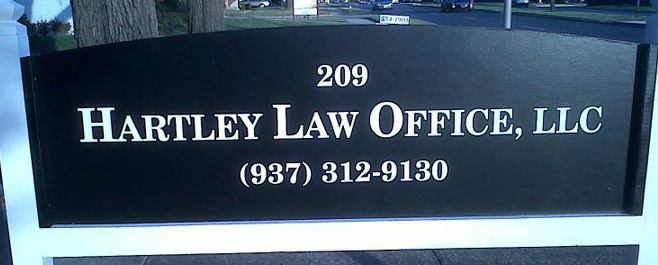 209
HARTLEY LAW OFFICE, LLC
(937) 312-9130